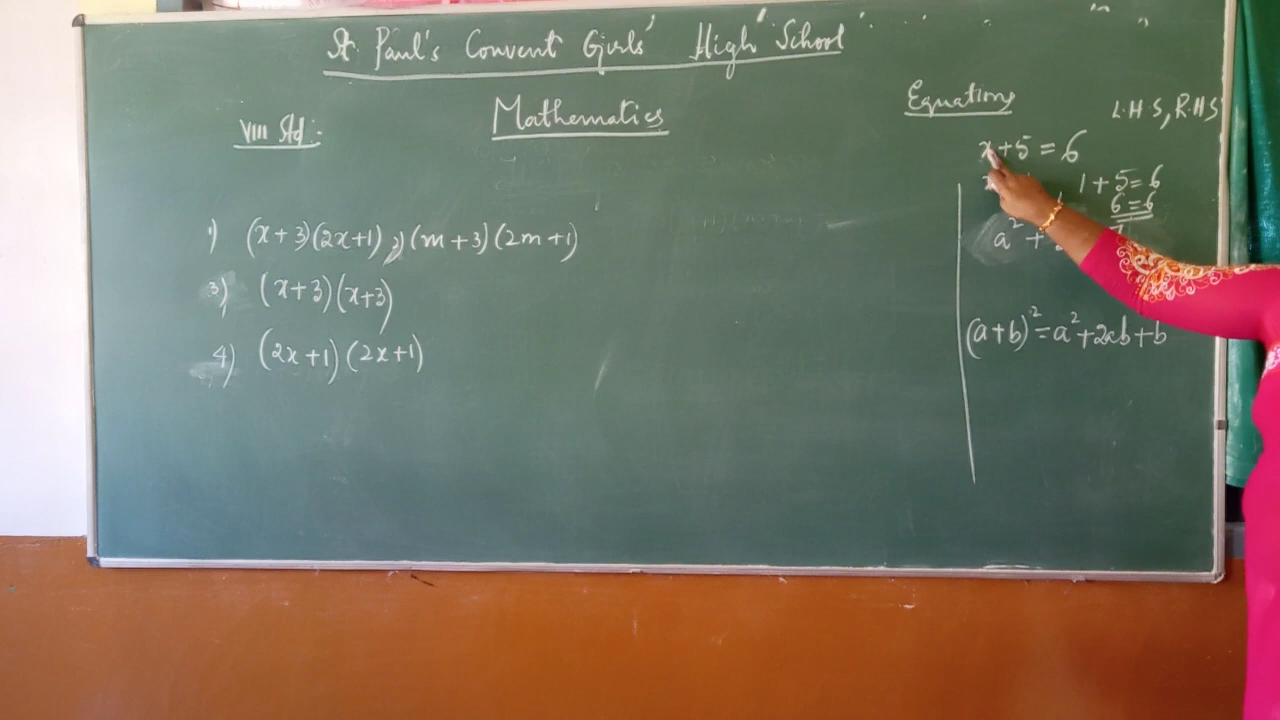 St. Paul's Convent Girls' High School
Mathematics
VIII Std:-
1) (x+3)(2x+1), 2) (m+3)(2m+1)
3) (x+3)(x+3)
4) (2x+1)(2x+1)
Equations
L.H.S, R.H.S
x+5=6
1+5=6
6=6
a²+
(a+b)²=a²+2ab+b